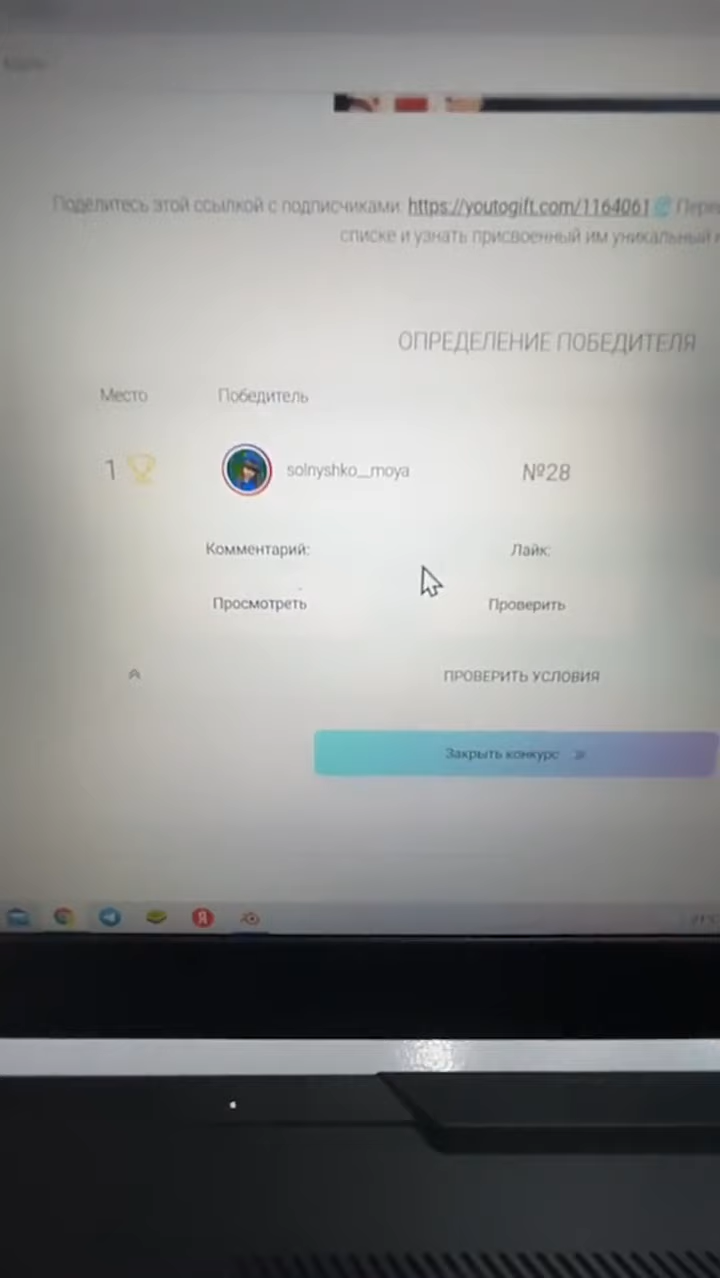 Поделитесь этой ссылкой с подписчиками: https://youtogift.com/1164061
списке и узнать присвоенный им уникальный
ОПРЕДЕЛЕНИЕ ПОБЕДИТЕЛЯ
Место Победитель
1 solnyshko__moya №28
Комментарий: Лайк:
Просмотреть Проверить
ПРОВЕРИТЬ УСЛОВИЯ
Закрыть конкурс
Я